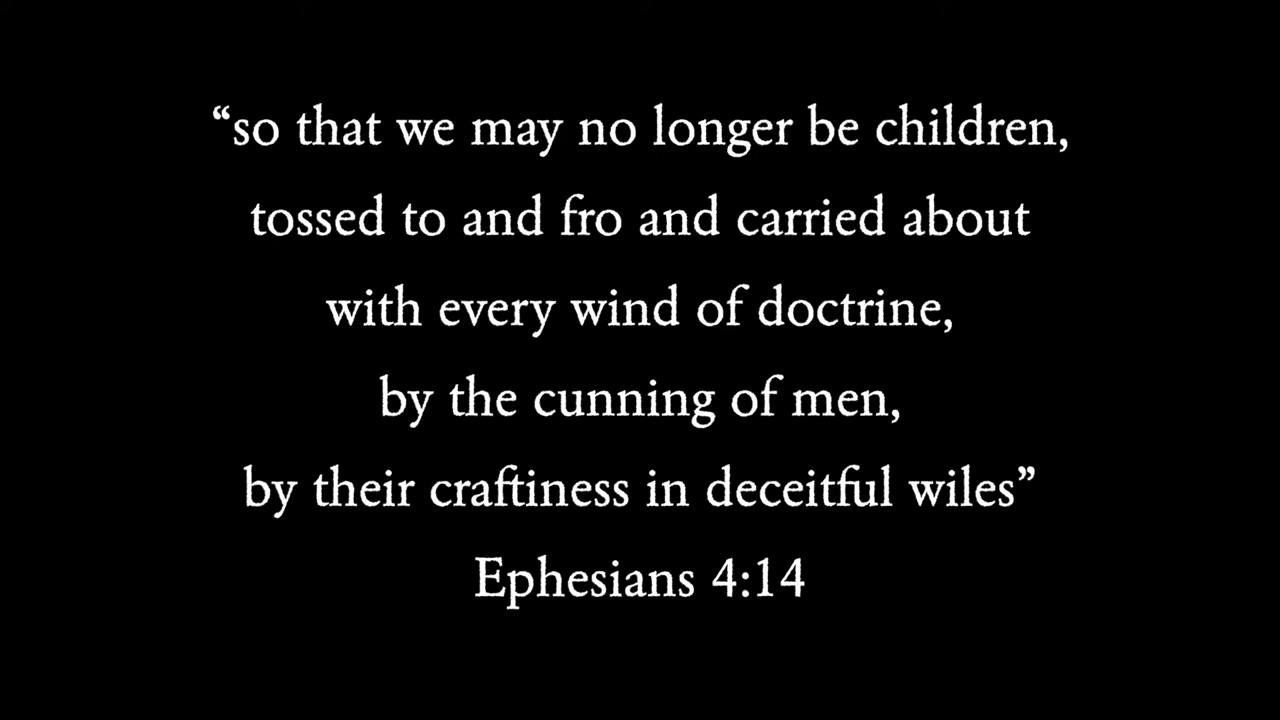 “so that we may no longer be children,
tossed to and fro and carried about
with every wind of doctrine,
by the cunning of men,
by their craftiness in deceitful wiles”
Ephesians 4:14